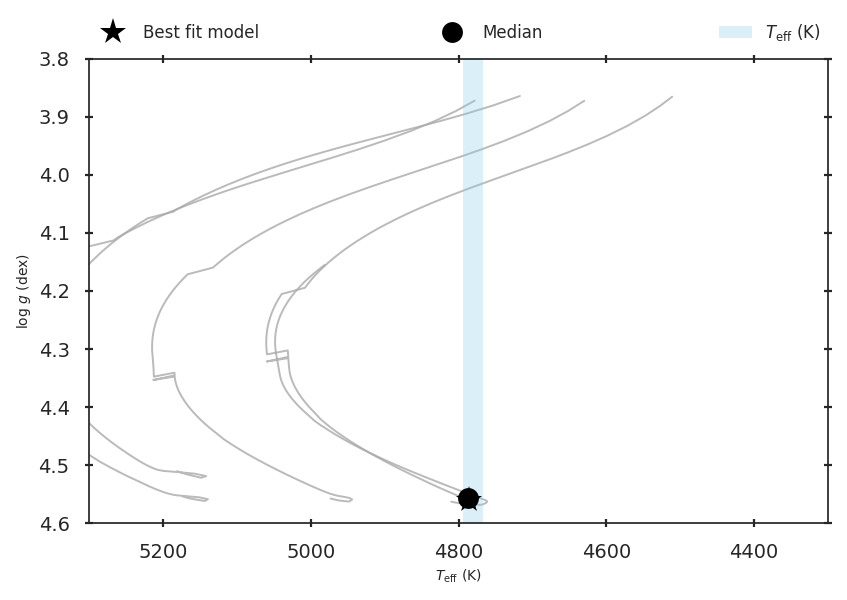 Best fit model Median T_eff (K)
3.8
3.9
4.0
4.1
4.2
4.3
4.4
4.5
4.6
log g (dex)
5200 5000 4800 4600 4400
T_eff (K)